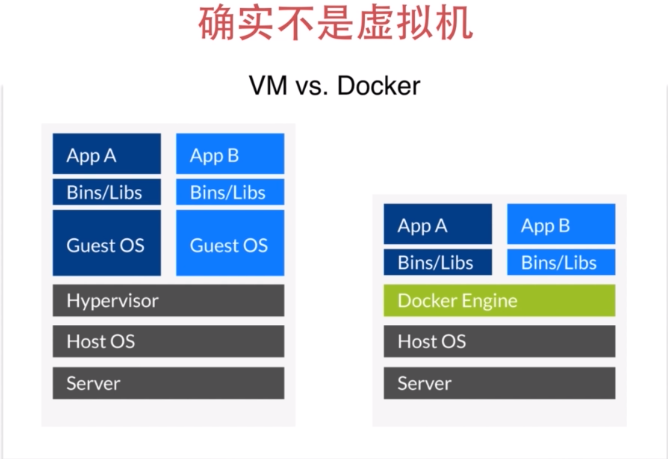 确实不是虚拟机
VM vs. Docker
App A
App B
Bins/Libs
Bins/Libs
Guest OS
Guest OS
Hypervisor
Host OS
Server
App A
App B
Bins/Libs
Bins/Libs
Docker Engine
Host OS
Server